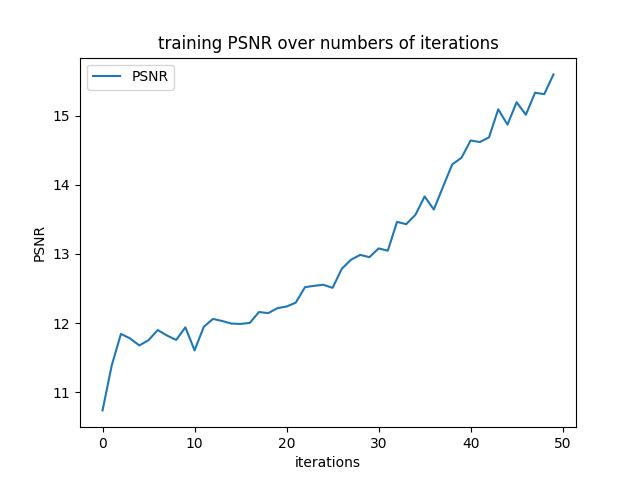 training PSNR over numbers of iterations
PSNR
15
14
13
12
11
PSNR
0 10 20 30 40 50
iterations